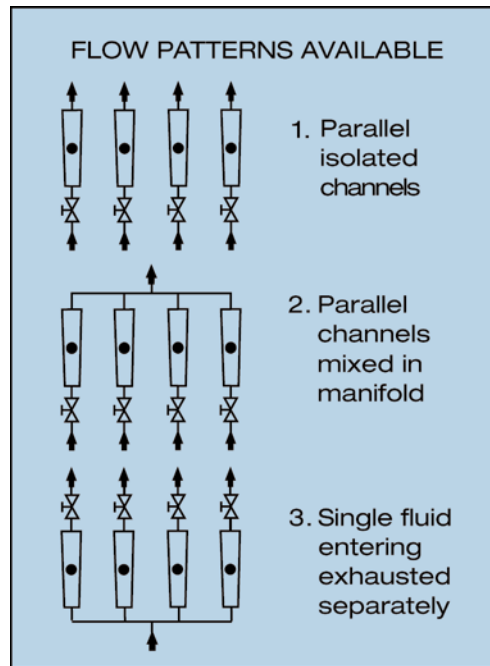 FLOW PATTERNS AVAILABLE
1. Parallel
isolated
channels
2. Parallel
channels
mixed in
manifold
3. Single fluid
entering
exhausted
separately